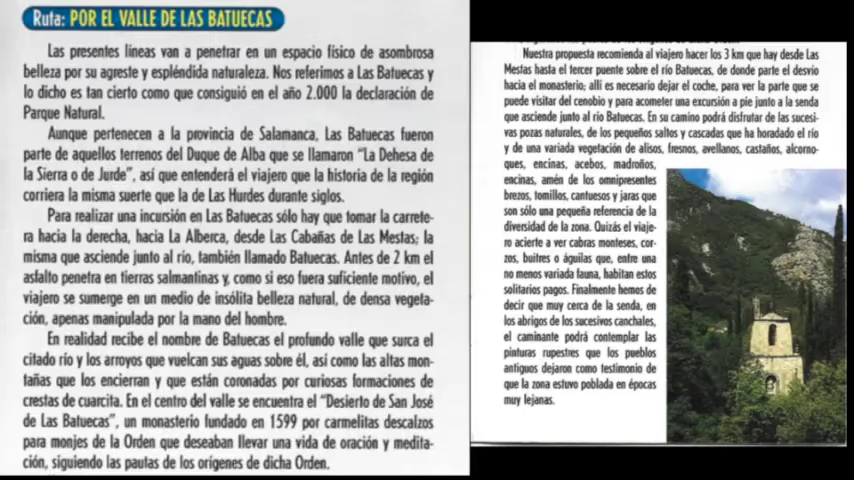 Ruta: POR EL VALLE DE LAS BATUECAS
Las presentes líneas van a penetrar en un espacio físico de asombrosa
belleza por su agreste y espléndida naturaleza. Nos referimos a Las Batuecas y
lo dicho es tan cierto como que consiguió en el año 2.000 la declaración de
Parque Natural.
Aunque pertenecen a la provincia de Salamanca, Las Batuecas fueron
parte de aquellos terrenos del Duque de Alba que se llamaron "La Dehesa de
la Sierra o de Jurde", así que entenderá el viajero que la historia de la región
corriera la misma suerte que la de Las Hurdes durante siglos.
Para realizar una incursión en Las Batuecas sólo hay que tomar la carrete-
ra hacia la derecha, hacia La Alberca, desde Las Cabañas de Las Mestas; la
misma que asciende junto al río, también llamado Batuecas. Antes de 2 km el
asfalto penetra en tierras salmantinas y, como si eso fuera suficiente motivo, el
viajero se sumerge en un medio de insólita belleza natural, de densa vegeta-
ción, apenas manipulada por la mano del hombre.
En realidad recibe el nombre de Batuecas el profundo valle que surca el
citado río y los arroyos que vuelcan sus aguas sobre él, así como las altas mon-
tañas que los encierran y que están coronadas por curiosas formaciones de
crestas de cuarcita. En el centro del valle se encuentra el "Desierto de San José
de Las Batuecas", un monasterio fundado en 1599 por carmelitas descalzos
para monjes de la Orden que deseaban llevar una vida de oración y medita-
ción, siguiendo las pautas de los orígenes de dicha Orden.
Nuestra propuesta recomienda al viajero hacer los 3 km que hay desde Las
Mestas hasta el tercer puente sobre el río Batuecas, de donde parte el desvío
hacia el monasterio; allí es necesario dejar el coche, para ver la parte que se
puede visitar del cenobio y para acometer una excursión a pie junto a la senda
que asciende junto al río Batuecas. En su camino podrá disfrutar de las sucesi-
vas pozas naturales, de los pequeños saltos y cascadas que ha horadado el río
y de una variada vegetación de alisos, fresnos, avellanos, castaños, alcorno-
ques, encinas, acebos, madroños,
encinas, amén de los omnipresentes
brezos, tomillos, cantuesos y jaras que
son sólo una pequeña referencia de la
diversidad de la zona. Quizás el viaje-
ro acierte a ver cabras monteses, cor-
zos, buitres o águilas que, entre una
no menos variada fauna, habitan estos
solitarios pagos. Finalmente hemos de
decir que muy cerca de la senda, en
los abrigos de los sucesivos canchales,
el caminante podrá contemplar las
pinturas rupestres que los pueblos
antiguos dejaron como testimonio de
que la zona estuvo poblada en épocas
muy lejanas.